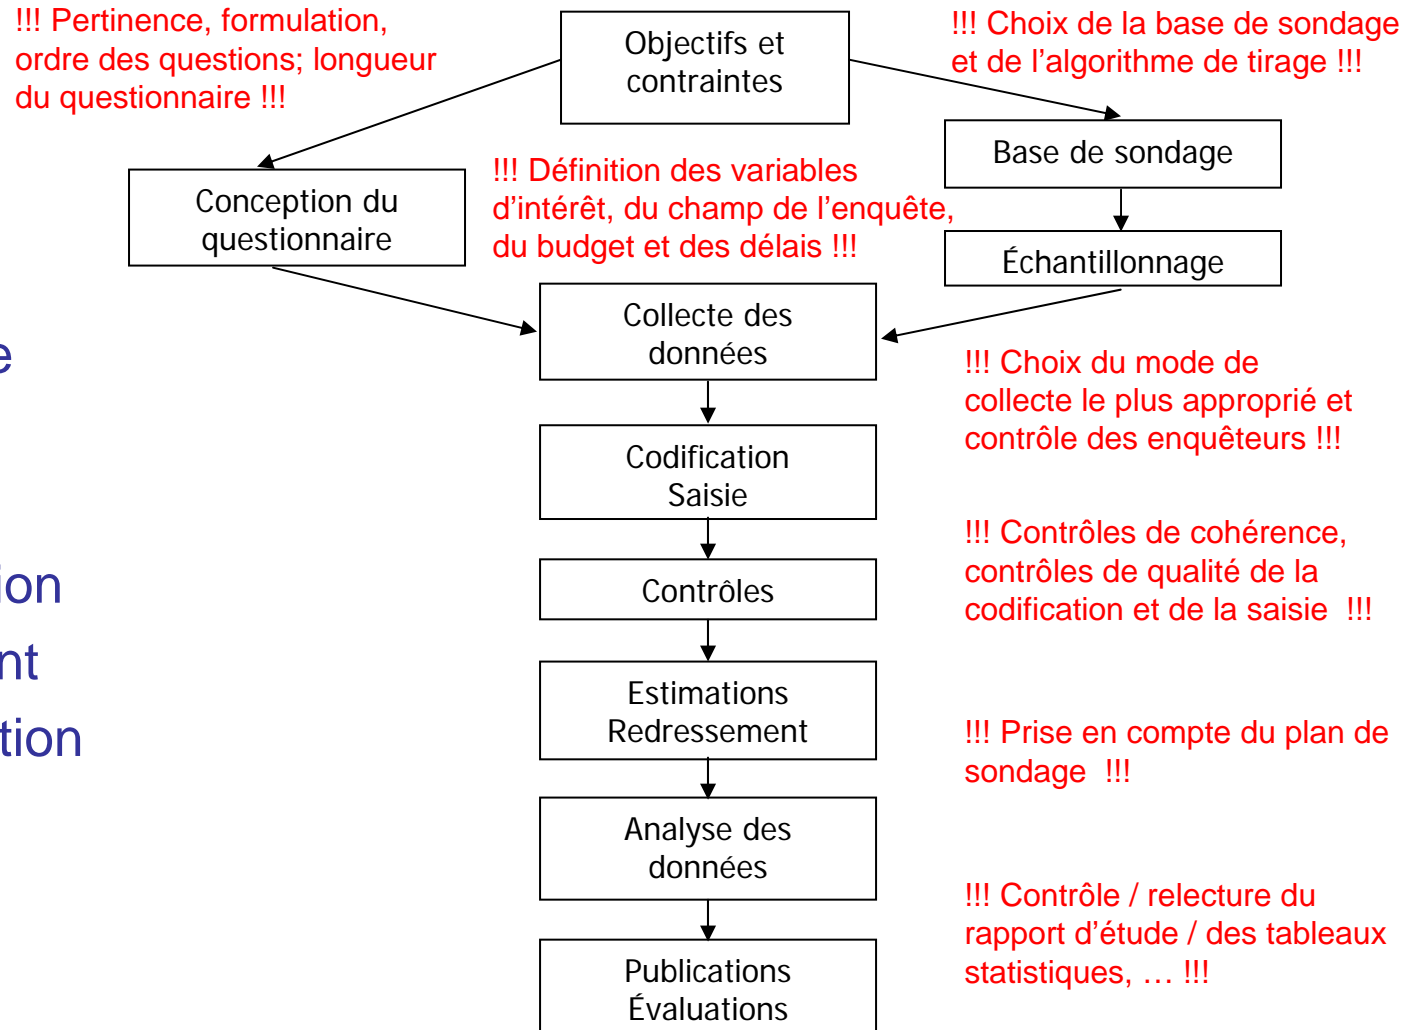 !!! Pertinence, formulation,
ordre des questions; longueur
du questionnaire !!!
Objectifs et
contraintes
!!! Choix de la base de sondage
et de l’algorithme de tirage !!!
Base de sondage
Conception du
questionnaire
!!! Définition des variables
d’intérêt, du champ de l’enquête,
du budget et des délais !!!
Échantillonnage
Collecte des
données
e
!!! Choix du mode de
collecte le plus approprié et
contrôle des enquêteurs !!!
Codification
Saisie
!!! Contrôles de cohérence,
contrôles de qualité de la
codification et de la saisie !!!
Contrôles
ion
nt
tion
Estimations
Redressement
!!! Prise en compte du plan de
sondage !!!
Analyse des
données
!!! Contrôle / relecture du
rapport d’étude / des tableaux
statistiques, … !!!
Publications
Évaluations